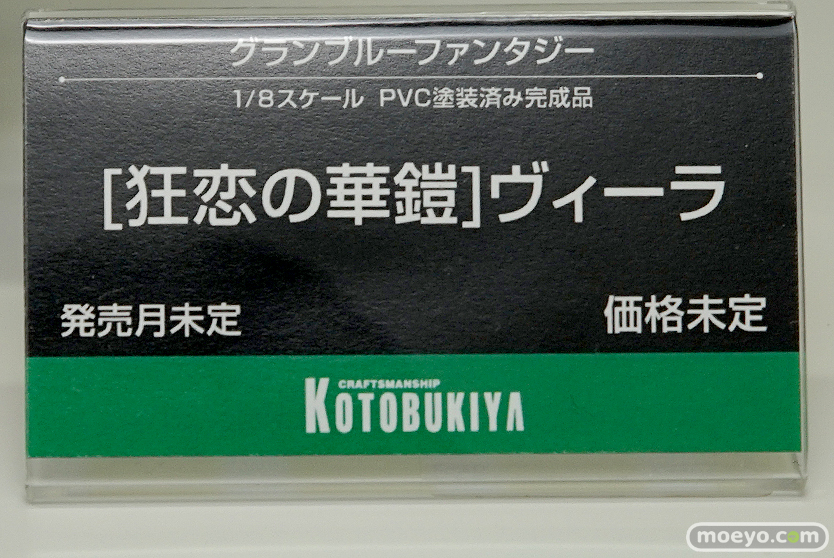 グランブルーファンタジー
1/8スケール PVC塗装済み完成品
[狂恋の華鎧]ヴィーラ
発売月未定
価格未定
CRAFTSMANSHIP
KOTOBUKIYA
moeyo.com